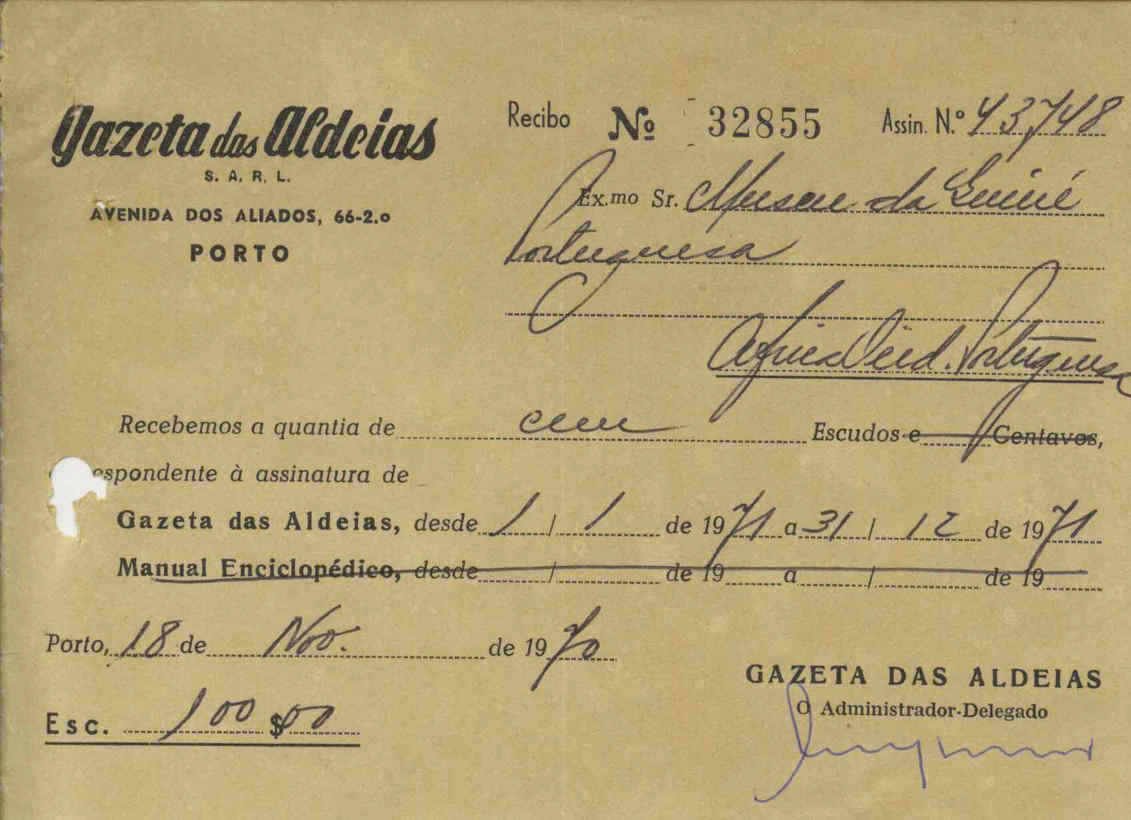 Gazeta das Aldeias
S. A. R. L.
AVENIDA DOS ALIADOS, 66-2.o
PORTO
Recibo Nº 32855 Assin. N.º 43748
Ex.mo Sr. Museu da Guiné
Portuguesa
Africa Ocid. Portuguesa
Recebemos a quantia de cem Escudos e Centavos,
espondente à assinatura de
Gazeta das Aldeias, desde 1 / 1 de 1971 a 31 / 12 de 1971
Manual Enciclopédico, desde / de 19 a / de 19
Porto, 18 de Nov. de 1970
Esc. 100 $00
GAZETA DAS ALDEIAS
O Administrador-Delegado